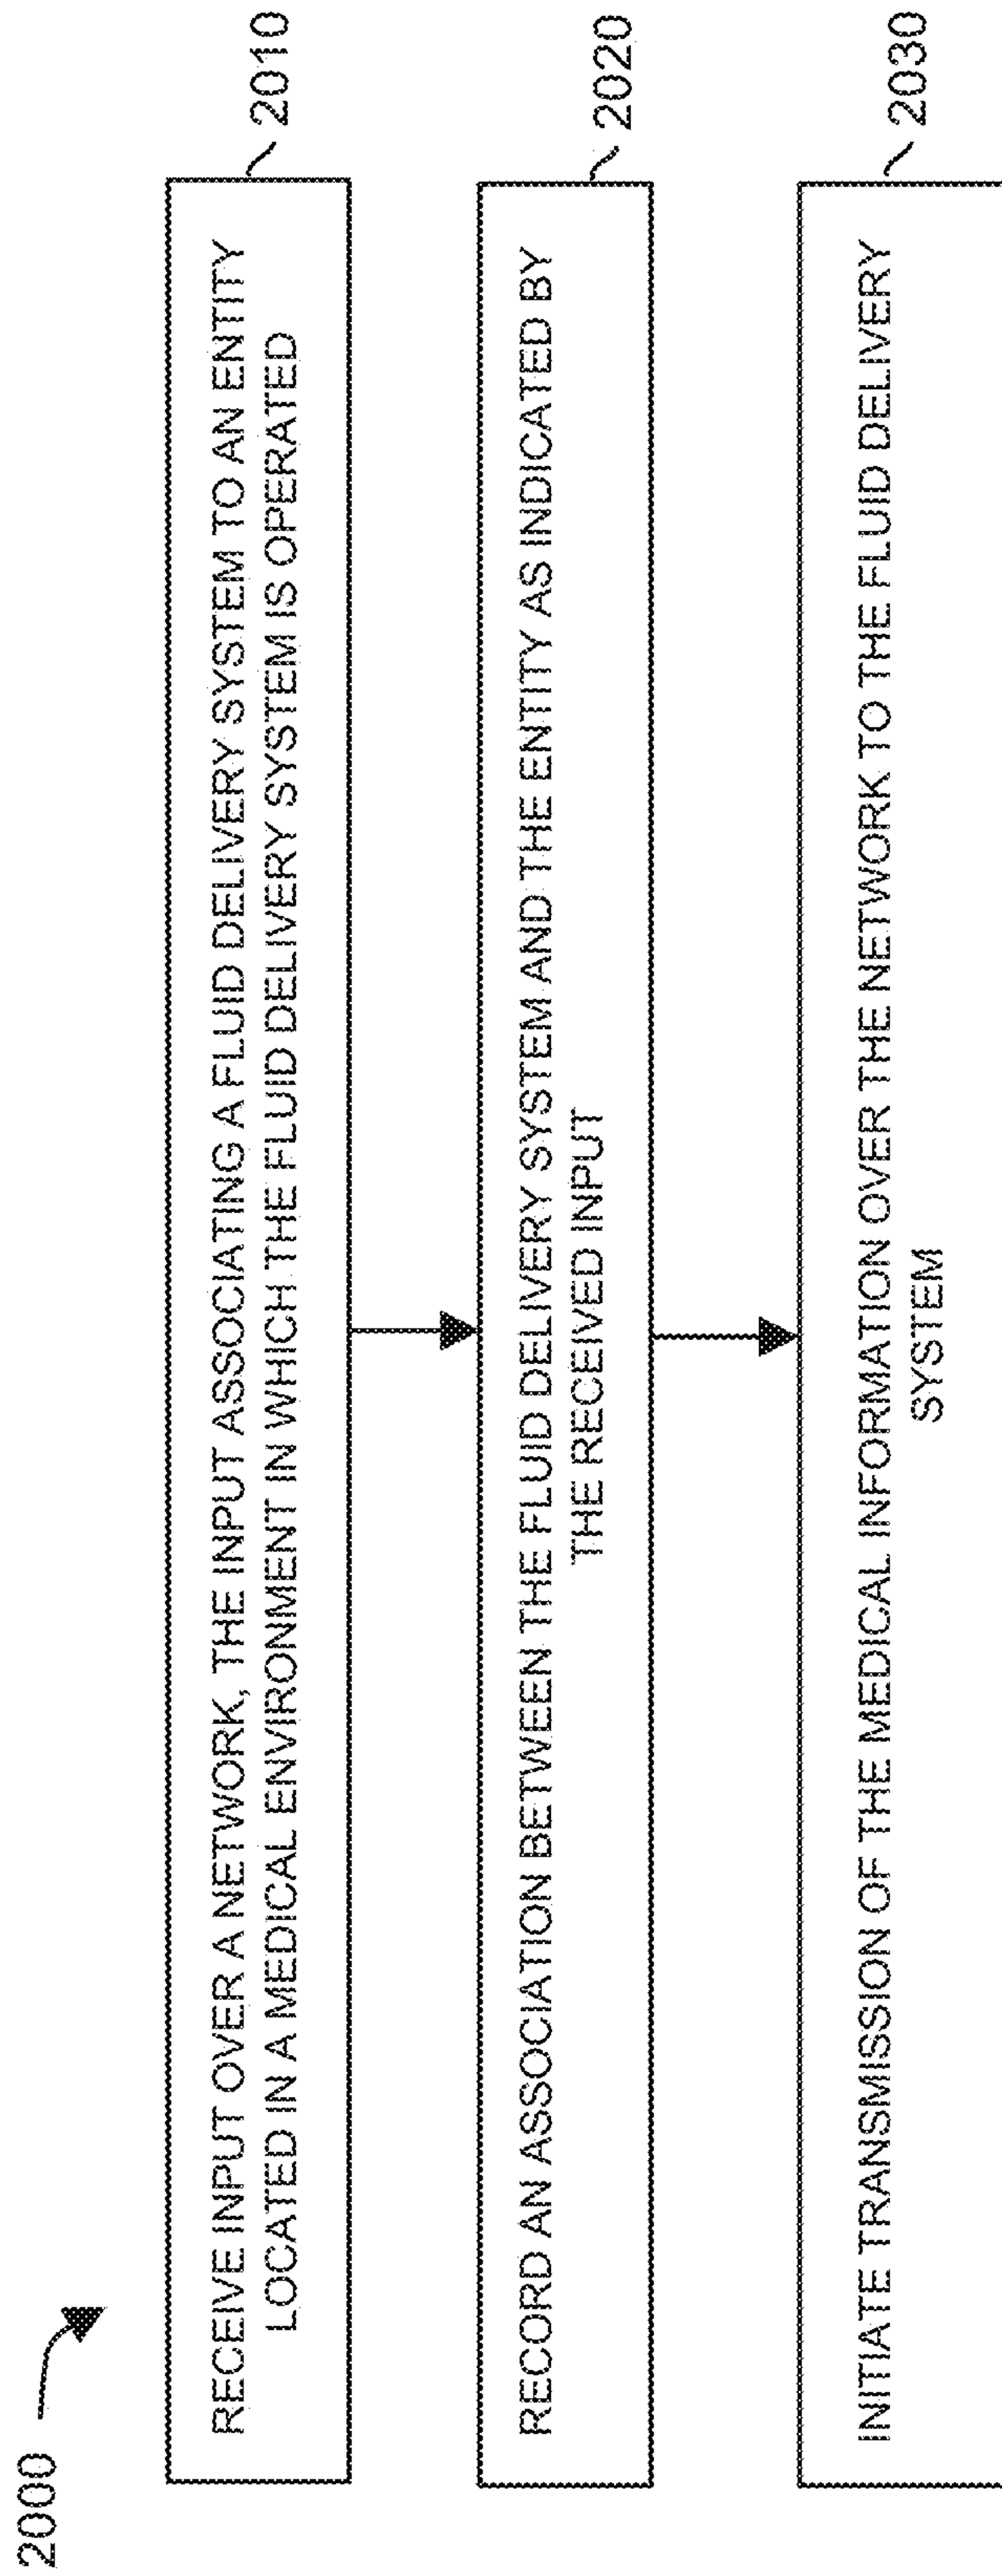 2000
RECEIVE INPUT OVER A NETWORK, THE INPUT ASSOCIATING A FLUID DELIVERY SYSTEM TO AN ENTITY
LOCATED IN A MEDICAL ENVIRONMENT IN WHICH THE FLUID DELIVERY SYSTEM IS OPERATED
2010
RECORD AN ASSOCIATION BETWEEN THE FLUID DELIVERY SYSTEM AND THE ENTITY AS INDICATED BY
THE RECEIVED INPUT
2020
INITIATE TRANSMISSION OF THE MEDICAL INFORMATION OVER THE NETWORK TO THE FLUID DELIVERY
SYSTEM
2030